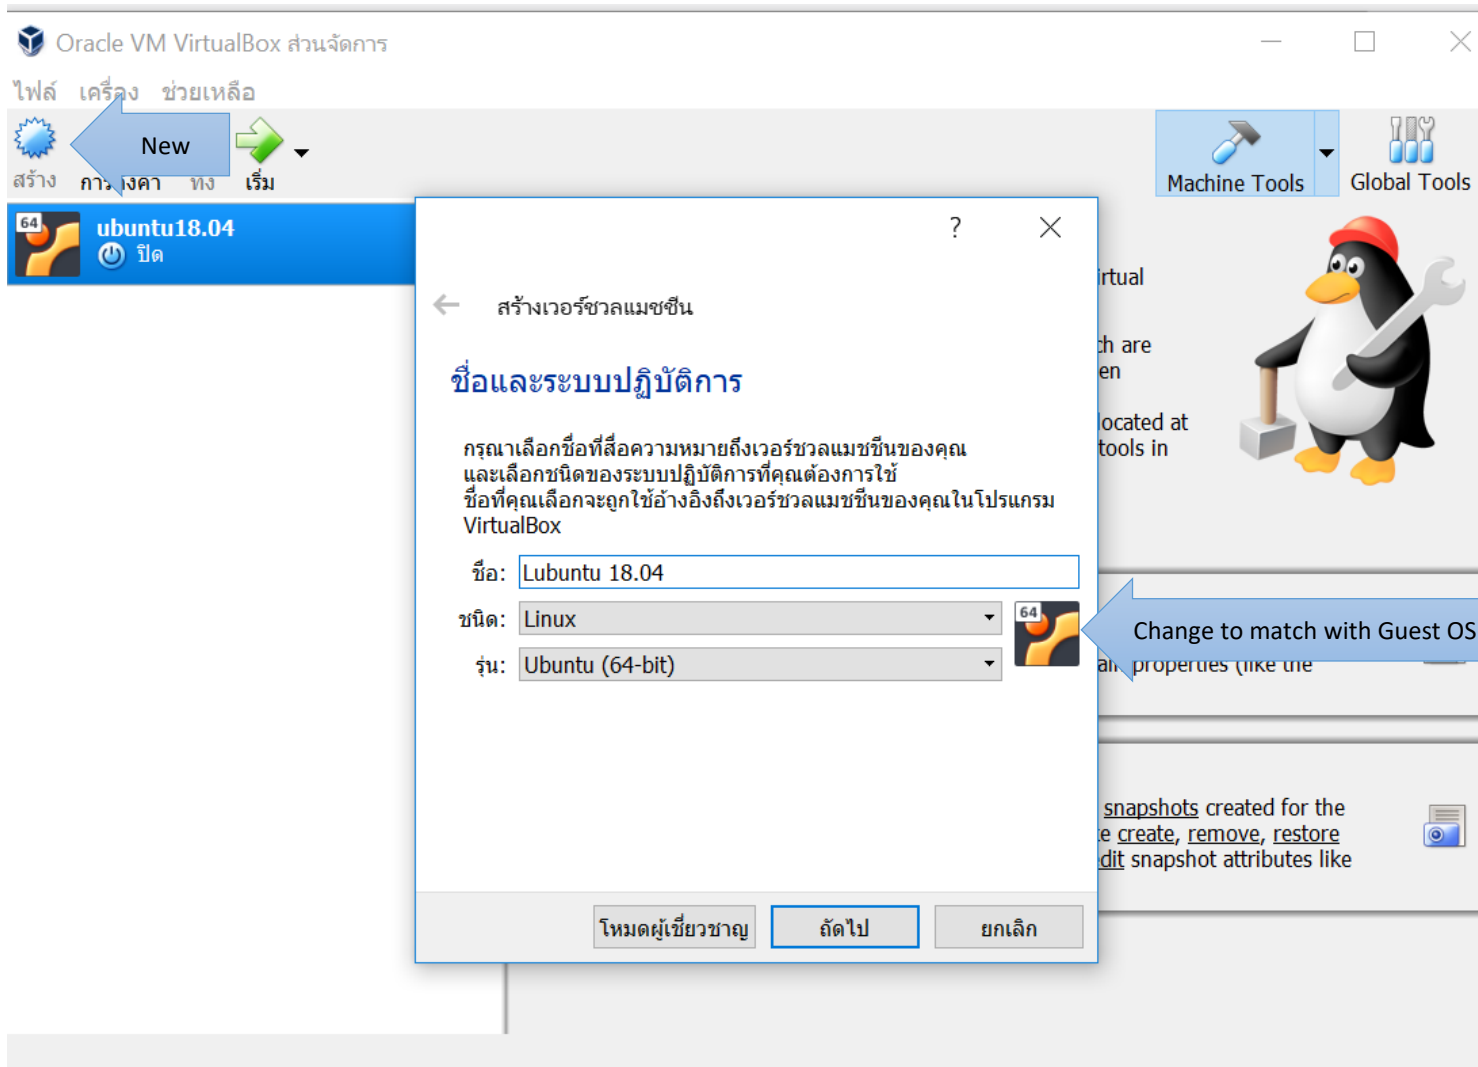 Oracle VM VirtualBox ส่วนจัดการ
ไฟล์ เครื่อง ช่วยเหลือ
New
สร้าง ทิ้ง เริ่ม
Machine Tools
Global Tools
64
ubuntu18.04
ปิด
?
สร้างเวอร์ชวลแมชชีน
ชื่อและระบบปฏิบัติการ
กรุณาเลือกชื่อที่สื่อความหมายถึงเวอร์ชวลแมชชีนของคุณ
และเลือกชนิดของระบบปฏิบัติการที่คุณต้องการใช้
ชื่อที่คุณเลือกจะถูกใช้อ้างอิงถึงเวอร์ชวลแมชชีนของคุณในโปรแกรม
VirtualBox
ชื่อ: Lubuntu 18.04
ชนิด: Linux
64
รุ่น: Ubuntu (64-bit)
โหมดผู้เชี่ยวชาญ
ถัดไป
ยกเลิก
irtual
ch are
en
located at
tools in
Change to match with Guest OS
properties (like the
snapshots created for the
e create, remove, restore
edit snapshot attributes like